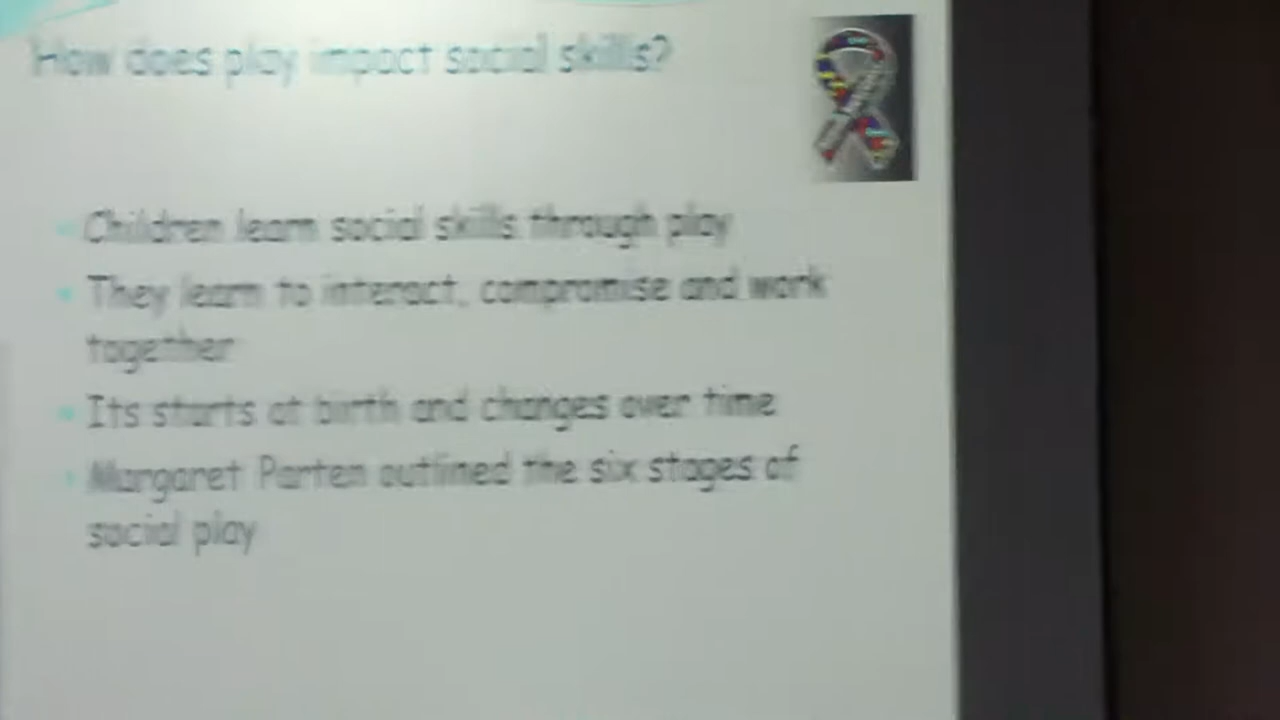 How does play impact social skills?
Children learn social skills through play
They learn to interact, compromise and work
together
Its starts at birth and changes over time
Margaret Parten outlined the six stages of
social play